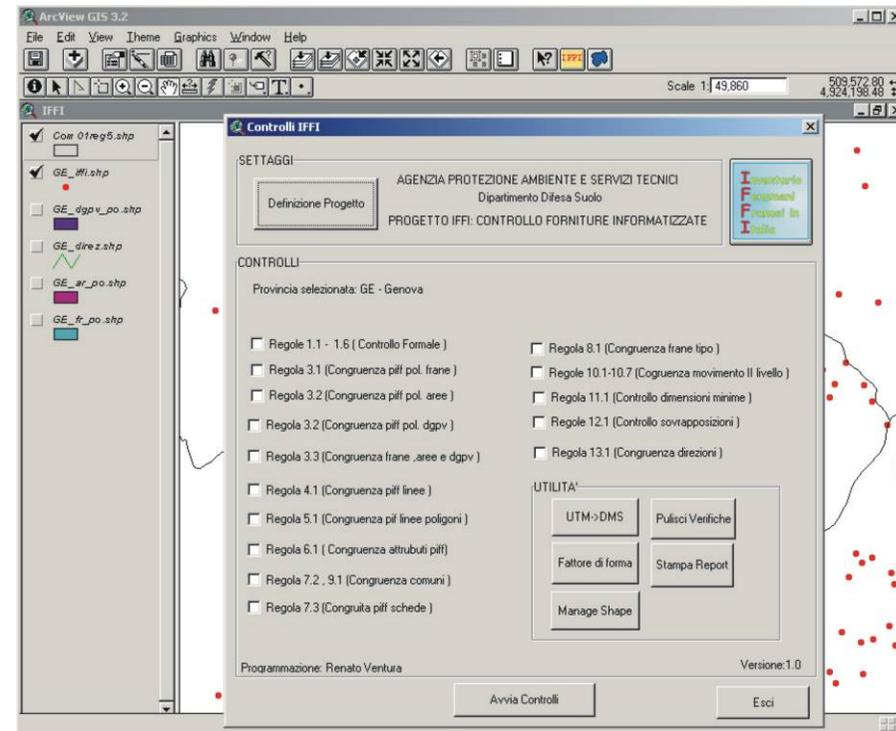 ArcView GIS 3.2
File Edit View Theme Graphics Window Help
IFFI
Scale 1: 49,860
509,572.80
4,924,198.48
IFFI
Com 01reg5.shp
GE_iffi.shp
GE_dgpv_po.shp
GE_direz.shp
GE_ar_po.shp
GE_fr_po.shp
Controlli IFFI
SETTAGGI
Definizione Progetto
AGENZIA PROTEZIONE AMBIENTE E SERVIZI TECNICI
Dipartimento Difesa Suolo
PROGETTO IFFI: CONTROLLO FORNITURE INFORMATIZZATE
Inventario
Fenomeni
Franosi in
Italia
CONTROLLI
Provincia selezionata: GE - Genova
Regole 1.1 - 1.6 ( Controllo Formale )
Regola 3.1 (Congruenza piff pol. frane )
Regola 3.2 (Congruenza piff pol. aree )
Regola 3.2 (Congruenza piff pol. dgpv )
Regola 3.3 (Congruenza frane ,aree e dgpv )
Regola 4.1 (Congruenza piff linee )
Regola 5.1 (Congruenza pif linee poligoni )
Regola 6.1 ( Congruenza attrubuti piff)
Regola 7.2 , 9.1 (Congruenza comuni )
Regola 7.3 (Congruita piff schede )
Regola 8.1 (Congruenza frane tipo )
Regole 10.1-10.7 (Cogruenza movimento II livello )
Regola 11.1 (Controllo dimensioni minime )
Regole 12.1 (Controllo sovrapposizioni )
Regola 13.1 (Congruenza direzioni )
UTILITA'
UTM->DMS
Pulisci Verifiche
Fattore di forma
Stampa Report
Manage Shape
Programmazione: Renato Ventura
Versione:1.0
Avvia Controlli
Esci